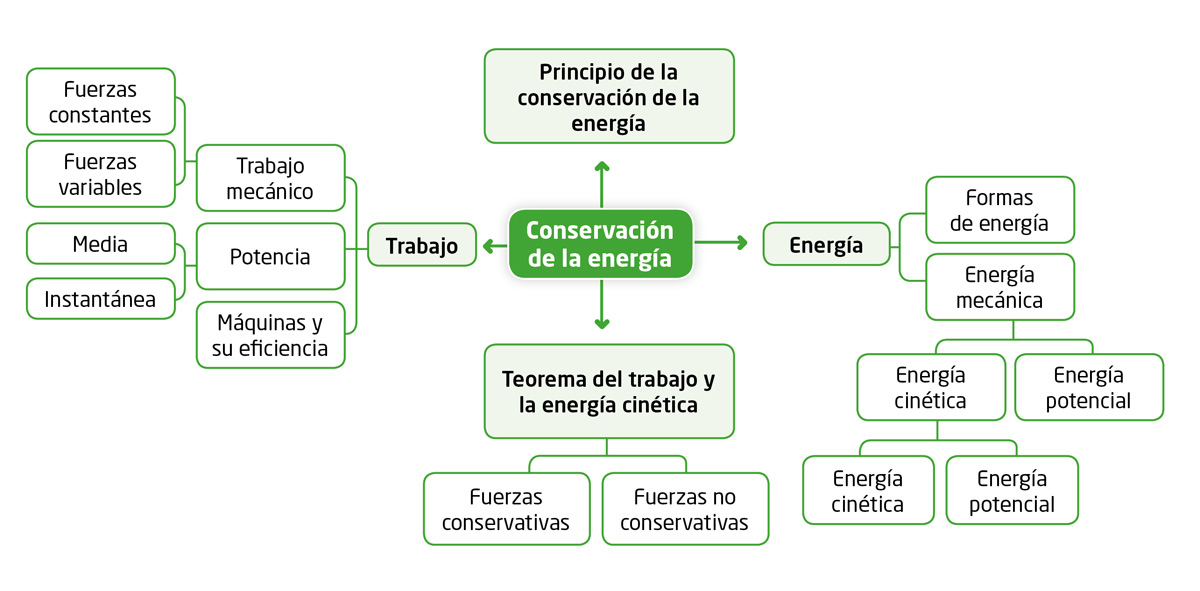 Principio de la
conservación de la
energía
Conservación
de la energía
Trabajo
Trabajo
mecánico
Fuerzas
constantes
Fuerzas
variables
Potencia
Media
Instantánea
Máquinas y
su eficiencia
Energía
Formas
de energía
Energía
mecánica
Energía
cinética
Energía
potencial
Energía
cinética
Energía
potencial
Teorema del trabajo y
la energía cinética
Fuerzas
conservativas
Fuerzas no
conservativas